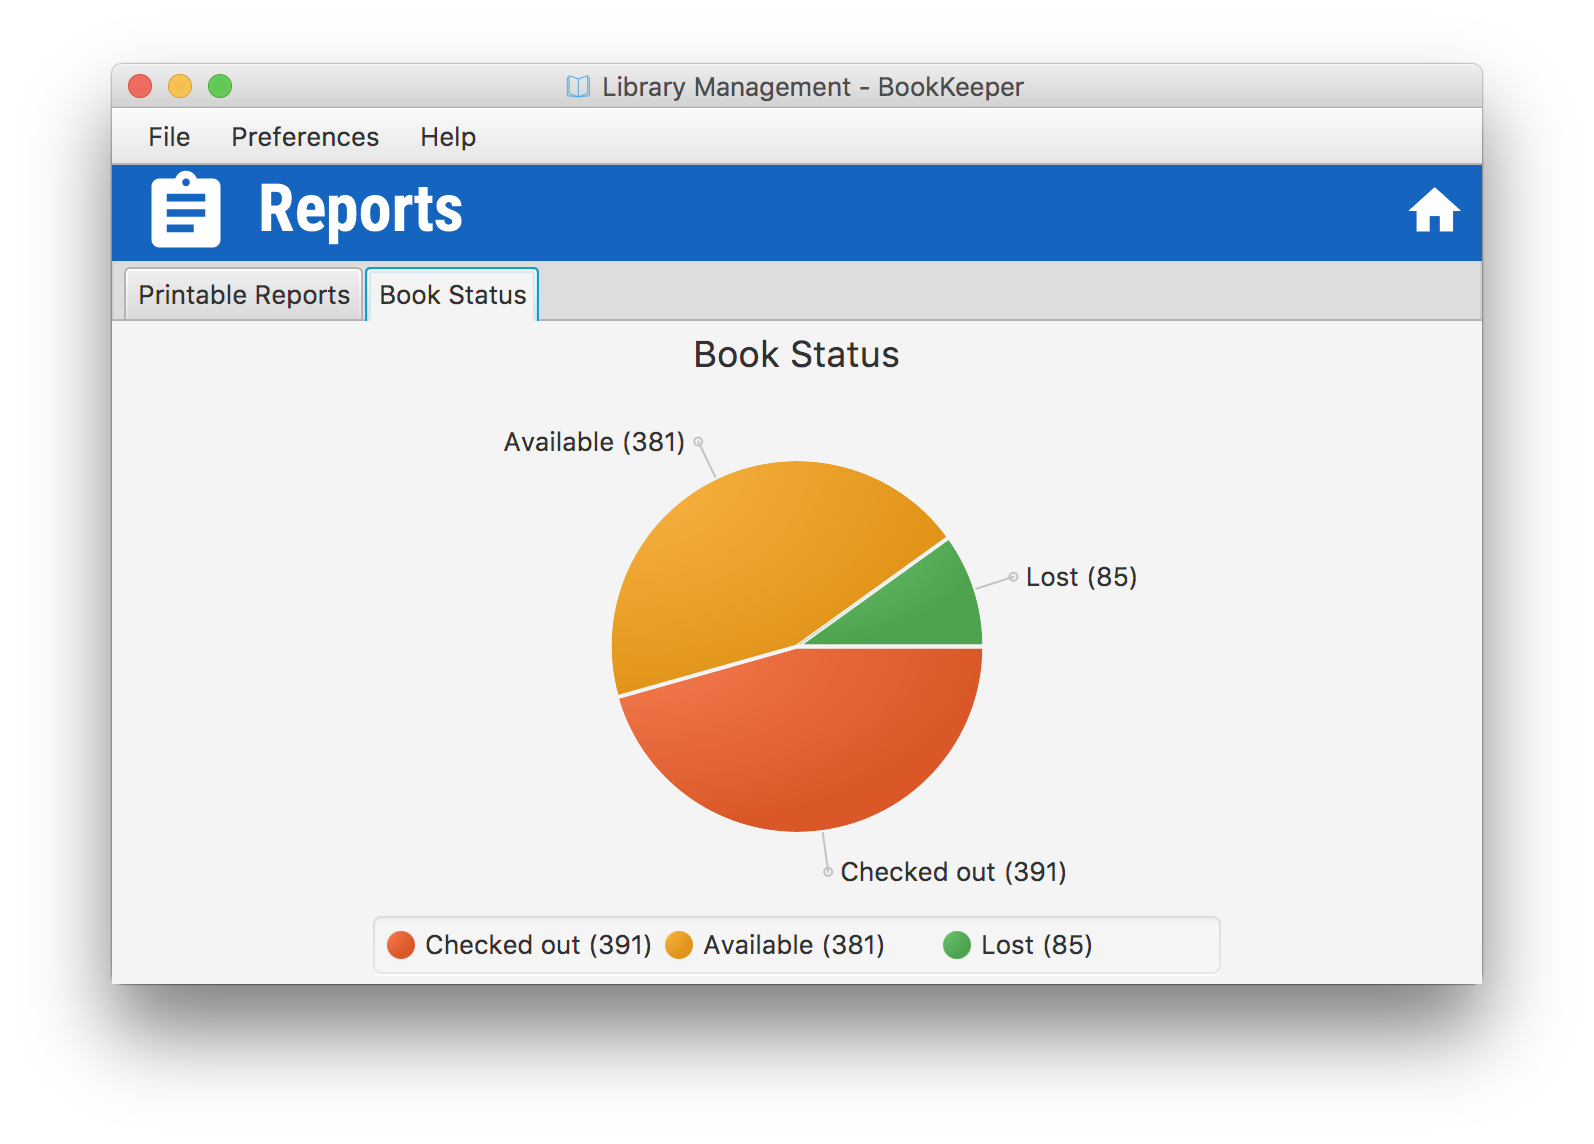 Library Management - BookKeeper
File Preferences Help
Reports
Printable Reports Book Status
Book Status
Available (381)
Lost (85)
Checked out (391)
Checked out (391) Available (381) Lost (85)